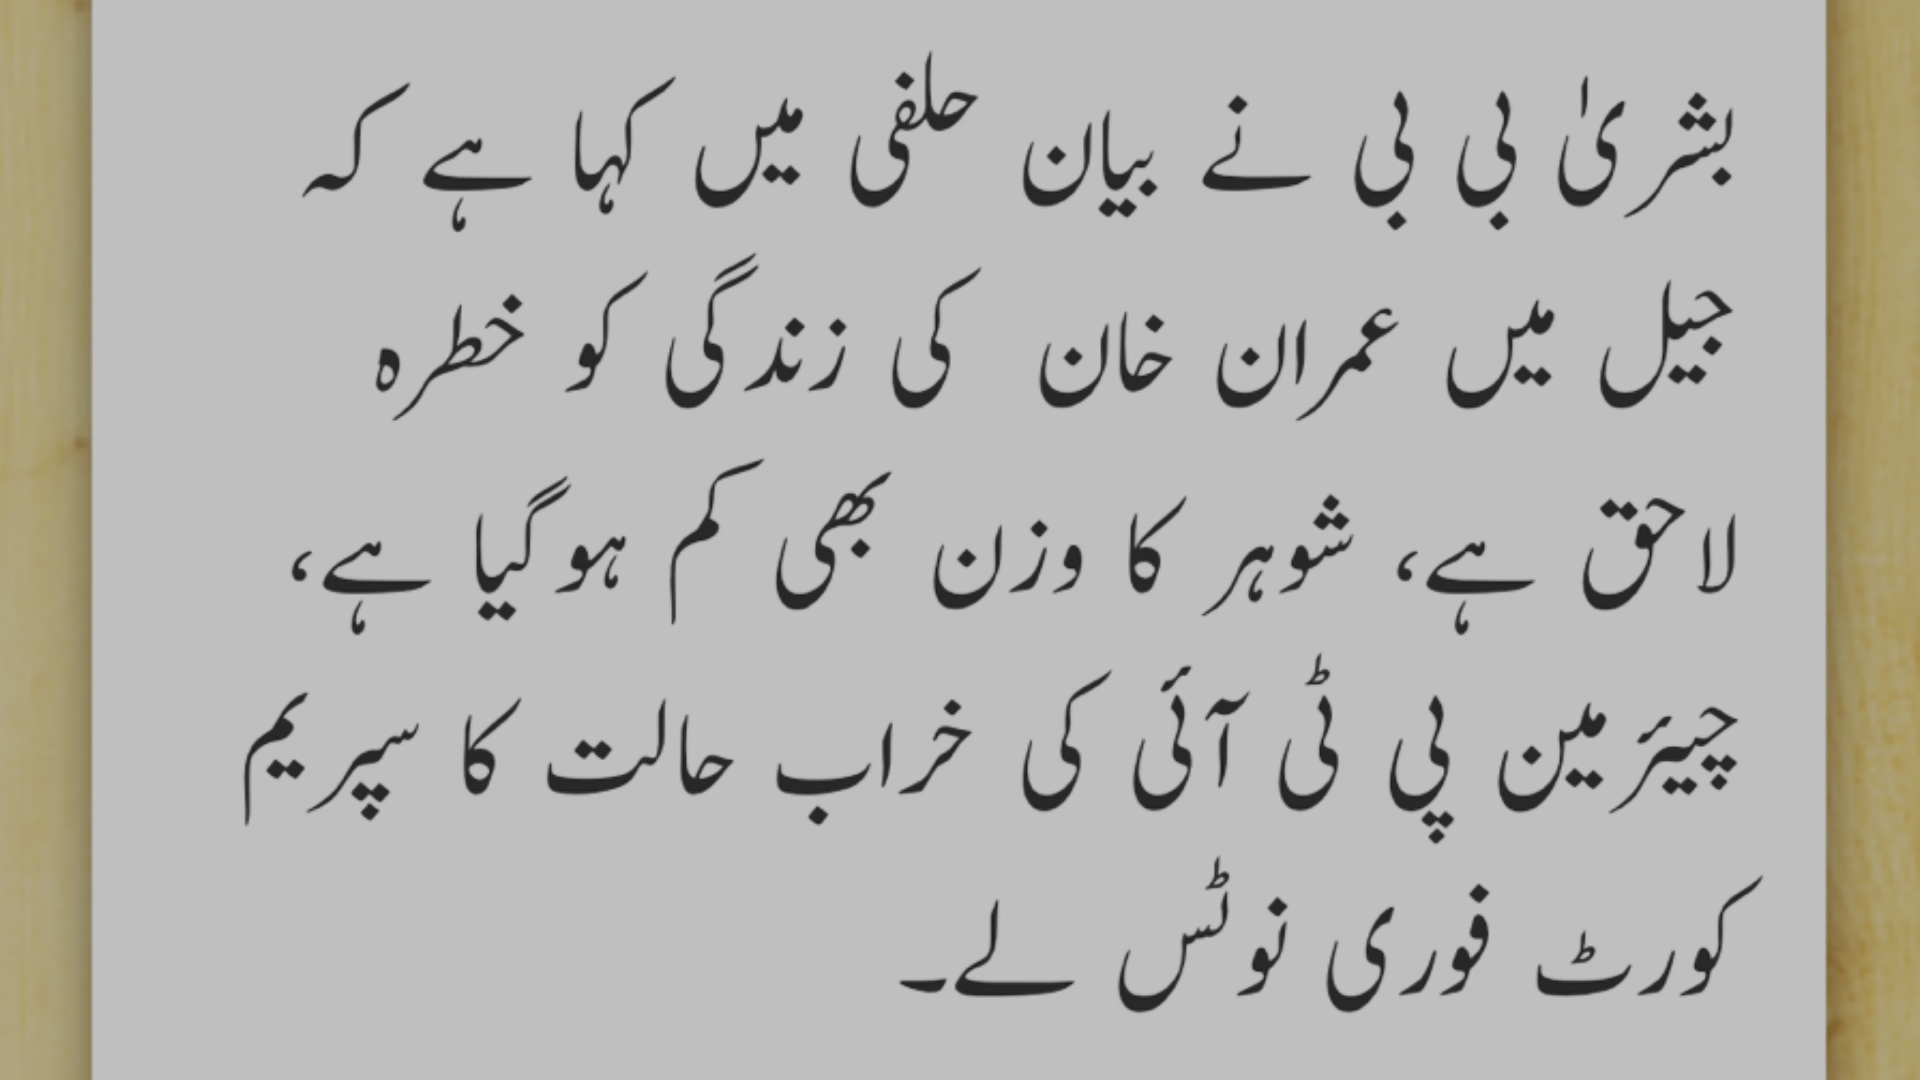 بشریٰ بی بی نے بیان حلفی میں کہا ہے کہ
جیل میں عمران خان کی زندگی کو خطرہ
لاحق ہے، شوہر کا وزن بھی کم ہوگیا ہے،
چیئرمین پی ٹی آئی کی خراب حالت کا سپریم
کورٹ فوری نوٹس لے۔